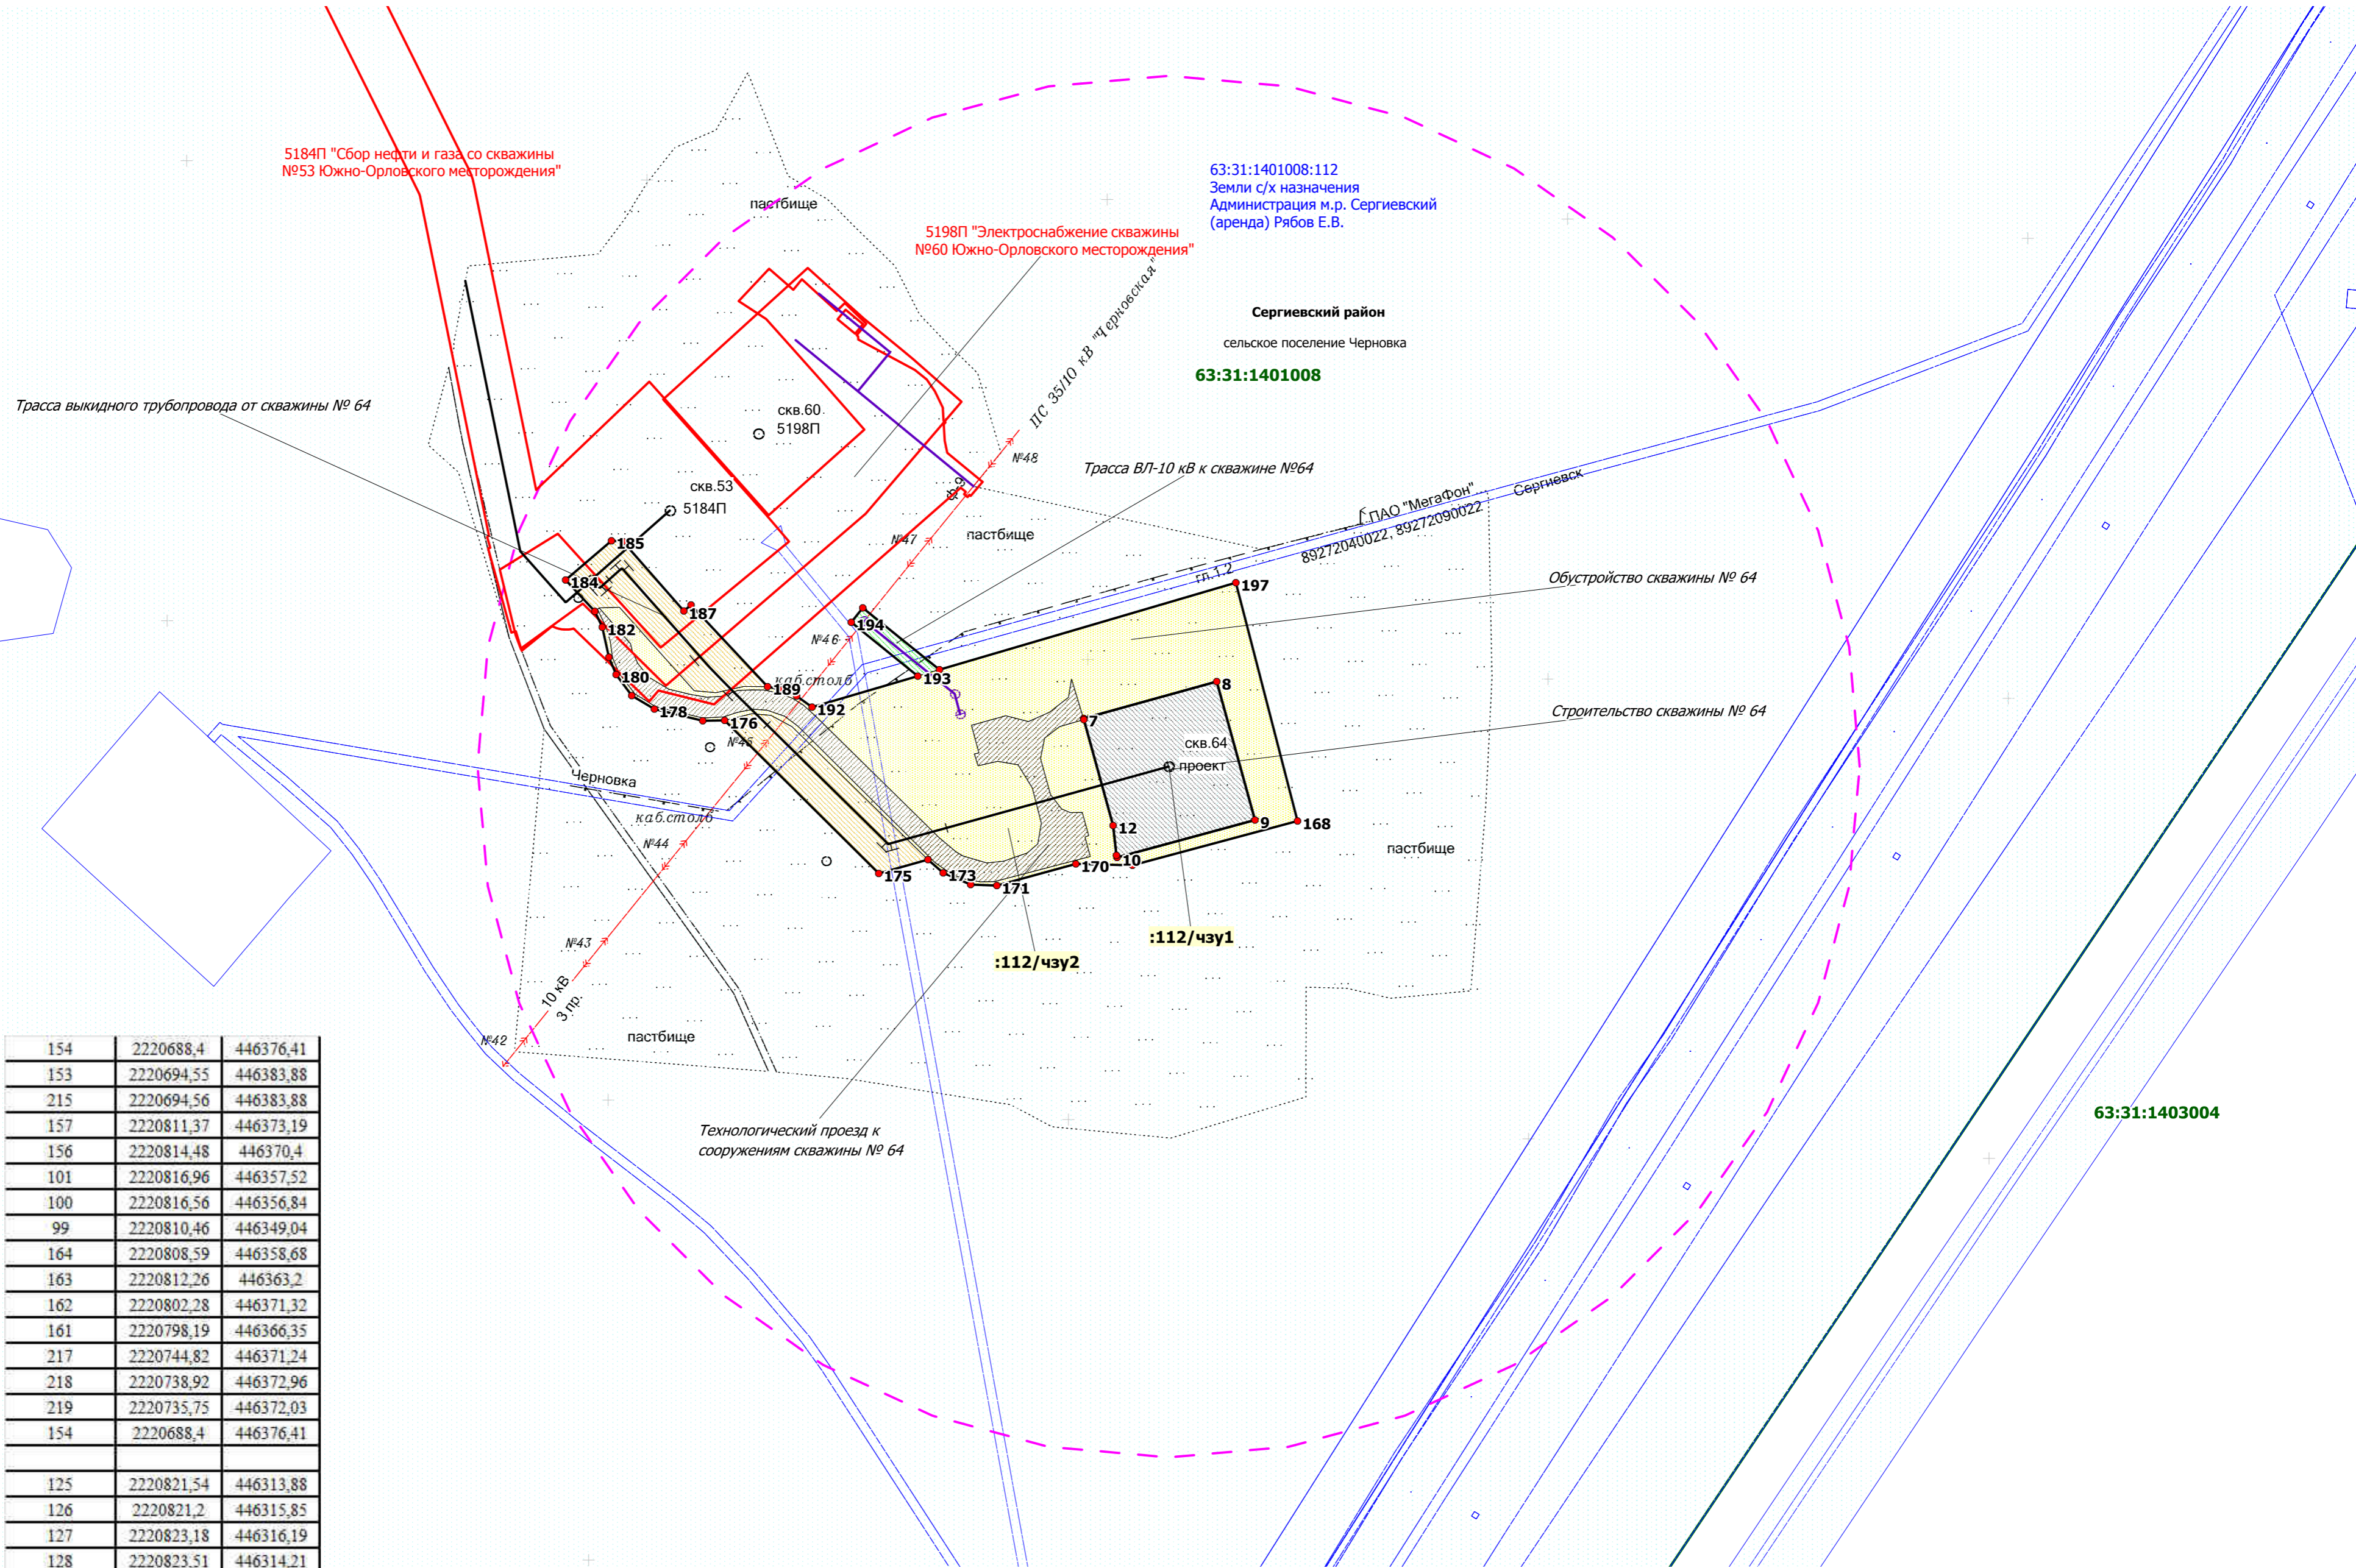 5184П "Сбор нефти и газа со скважины
№53 Южно-Орловского месторождения"
63:31:1401008:112
Земли с/х назначения
Администрация м.р. Сергиевский
(аренда) Рябов Е.В.
пастбище
5198П "Электроснабжение скважины
№60 Южно-Орловского месторождения"
ПС 35/10 кВ "Черновская"
Сергиевский район
сельское поселение Черновка
63:31:1401008
Трасса выкидного трубопровода от скважины № 64
скв.60
5198П
№48
Трасса ВЛ-10 кВ к скважине №64
скв.53
5184П
ф.9
ПАО "МегаФон"
Сергиевск
89272040022, 89272090022
№47
пастбище
185
гл.1,2
Обустройство скважины № 64
184
197
187
182
194
№46
180
193
каб.столб
189
8
178
192
7
176
Строительство скважины № 64
№45
скв.64
проект
Черновка
каб.столб
12
9
168
№44
пастбище
10
170
175
173
171
:112/чзу1
№43
:112/чзу2
10 кВ
3 пр.
№42
пастбище
63:31:1403004
Технологический проезд к
сооружениям скважины № 64
154 2220688,4 446376,41
153 2220694,55 446383,88
215 2220694,56 446383,88
157 2220811,37 446373,19
156 2220814,48 446370,4
101 2220816,96 446357,52
100 2220816,56 446356,84
99 2220810,46 446349,04
164 2220808,59 446358,68
163 2220812,26 446363,2
162 2220802,28 446371,32
161 2220798,19 446366,35
217 2220744,82 446371,24
218 2220738,92 446372,96
219 2220735,75 446372,03
154 2220688,4 446376,41
125 2220821,54 446313,88
126 2220821,2 446315,85
127 2220823,18 446316,19
128 2220823,51 446314,21